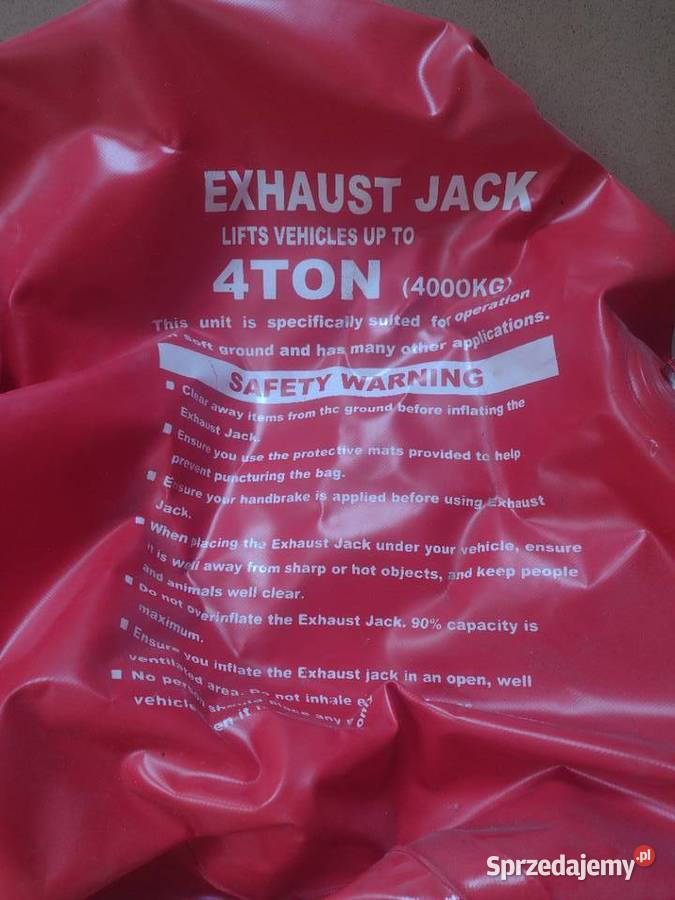 EXHAUST JACK
LIFTS VEHICLES UP TO
4TON (4000KG)
This unit is specifically suited for operation
soft ground and has many other applications.
SAFETY WARNING
■ Clear away items from the ground before inflating the
Exhaust Jack.
■ Ensure you use the protective mats provided to help
prevent puncturing the bag.
■ Ensure your handbrake is applied before using Exhaust
Jack.
■ When placing the Exhaust Jack under your vehicle, ensure
it is well away from sharp or hot objects, and keep people
and animals well clear.
■ Do not overinflate the Exhaust Jack. 90% capacity is
maximum.
■ Ensure you inflate the Exhaust jack in an open, well
ventilated area. Do not inhale
■ No person should place any
vehicle
Sprzedajemy.pl